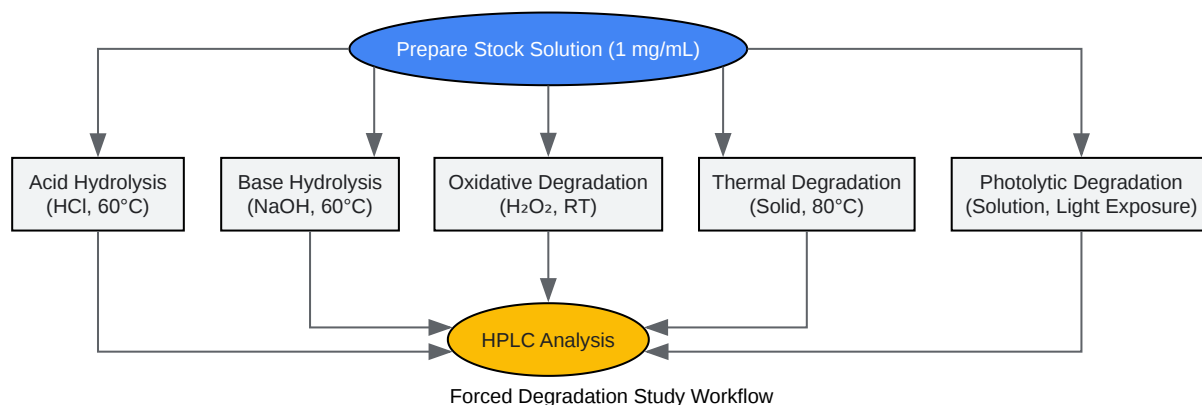 Prepare Stock Solution (1 mg/mL)
Acid Hydrolysis
(HCl, 60°C)
Base Hydrolysis
(NaOH, 60°C)
Oxidative Degradation
(H₂O₂, RT)
Thermal Degradation
(Solid, 80°C)
Photolytic Degradation
(Solution, Light Exposure)
HPLC Analysis
Forced Degradation Study Workflow